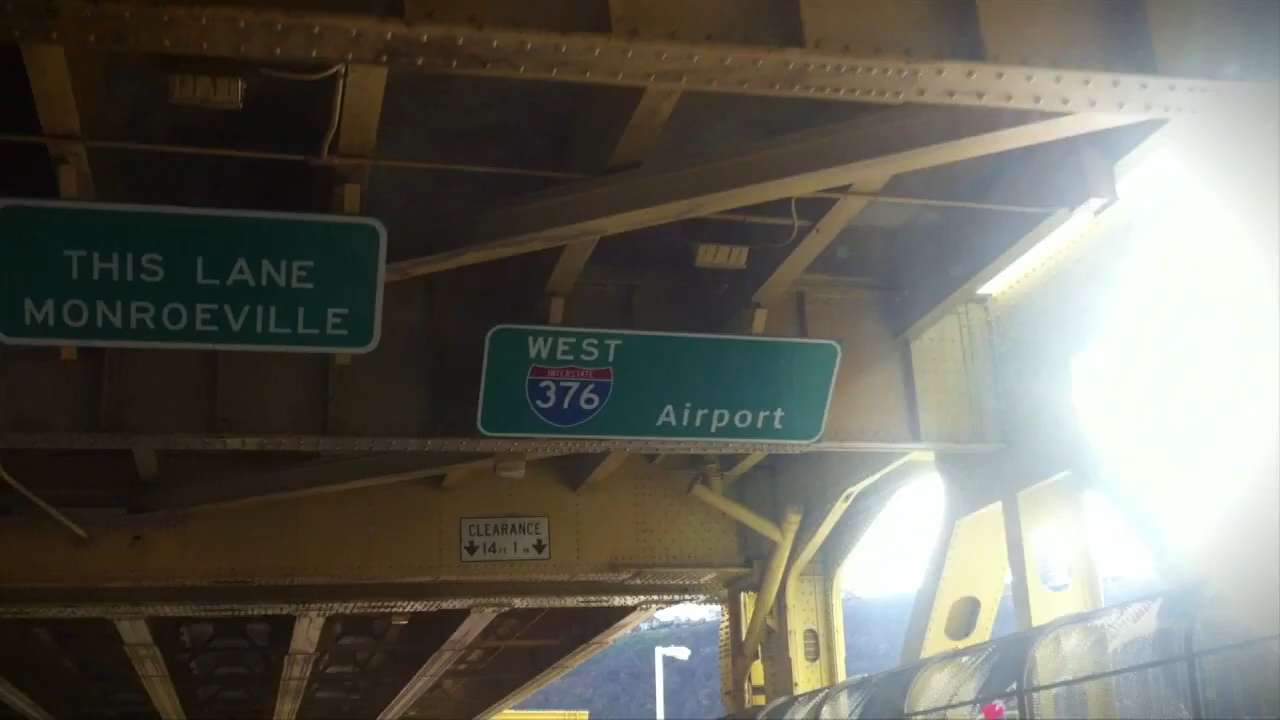 THIS LANE
MONROEVILLE
WEST
INTERSTATE
376
Airport
CLEARANCE
14 FT 1 IN